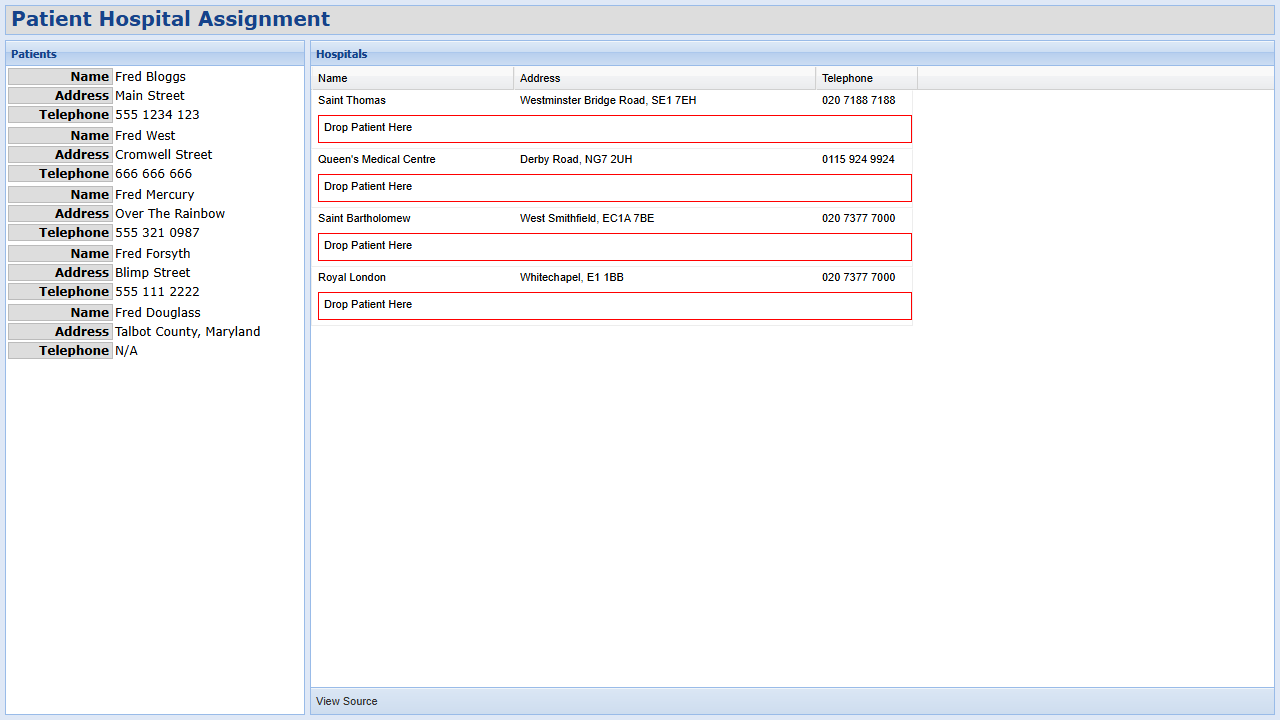 Patient Hospital Assignment
Patients
Name Fred Bloggs
Address Main Street
Telephone 555 1234 123
Name Fred West
Address Cromwell Street
Telephone 666 666 666
Name Fred Mercury
Address Over The Rainbow
Telephone 555 321 0987
Name Fred Forsyth
Address Blimp Street
Telephone 555 111 2222
Name Fred Douglass
Address Talbot County, Maryland
Telephone N/A
Hospitals
Name Address Telephone
Saint Thomas Westminster Bridge Road, SE1 7EH 020 7188 7188
Drop Patient Here
Queen's Medical Centre Derby Road, NG7 2UH 0115 924 9924
Drop Patient Here
Saint Bartholomew West Smithfield, EC1A 7BE 020 7377 7000
Drop Patient Here
Royal London Whitechapel, E1 1BB 020 7377 7000
Drop Patient Here
View Source